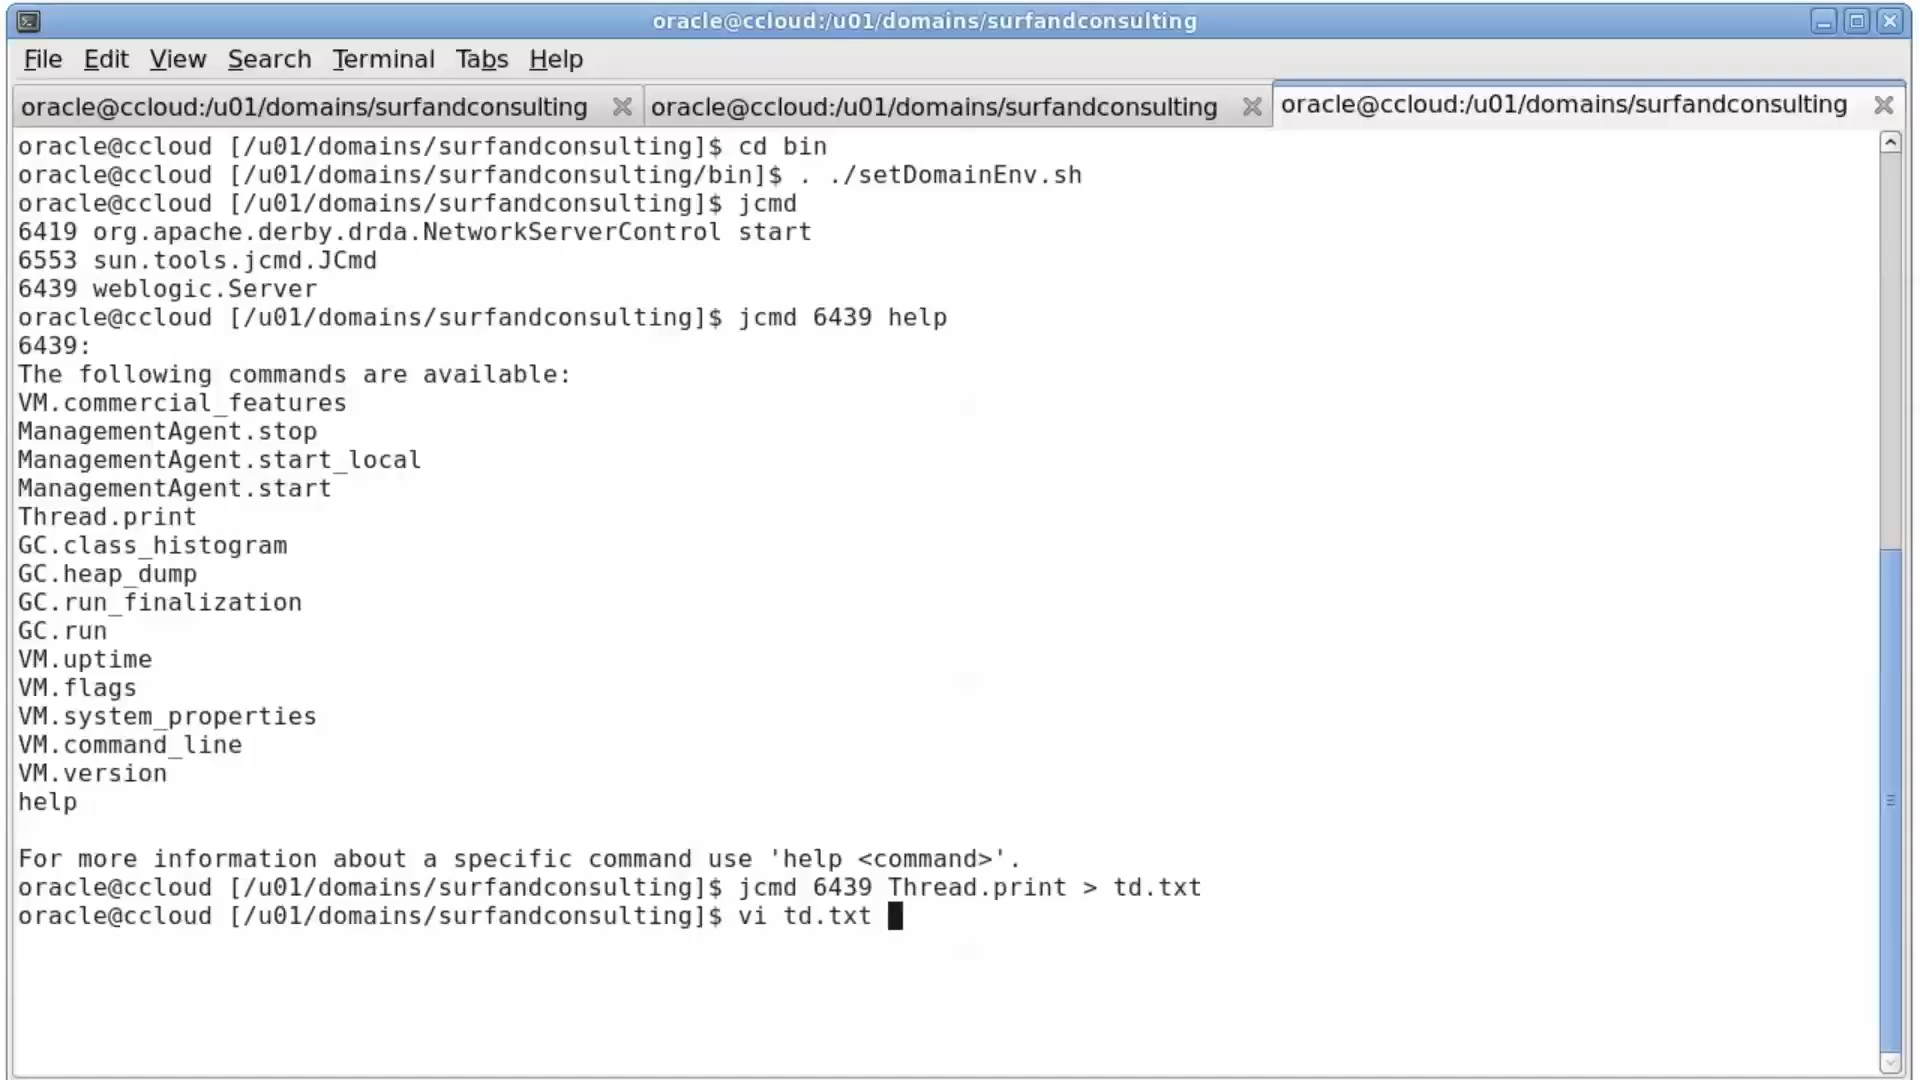 oracle@ccloud:/u01/domains/surfandconsulting
File Edit View Search Terminal Tabs Help
oracle@ccloud:/u01/domains/surfandconsulting oracle@ccloud:/u01/domains/surfandconsulting oracle@ccloud:/u01/domains/surfandconsulting
oracle@ccloud [/u01/domains/surfandconsulting]$ cd bin
oracle@ccloud [/u01/domains/surfandconsulting/bin]$ . ./setDomainEnv.sh
oracle@ccloud [/u01/domains/surfandconsulting]$ jcmd
6419 org.apache.derby.drda.NetworkServerControl start
6553 sun.tools.jcmd.JCmd
6439 weblogic.Server
oracle@ccloud [/u01/domains/surfandconsulting]$ jcmd 6439 help
6439:
The following commands are available:
VM.commercial_features
ManagementAgent.stop
ManagementAgent.start_local
ManagementAgent.start
Thread.print
GC.class_histogram
GC.heap_dump
GC.run_finalization
GC.run
VM.uptime
VM.flags
VM.system_properties
VM.command_line
VM.version
help
For more information about a specific command use 'help <command>'.
oracle@ccloud [/u01/domains/surfandconsulting]$ jcmd 6439 Thread.print > td.txt
oracle@ccloud [/u01/domains/surfandconsulting]$ vi td.txt